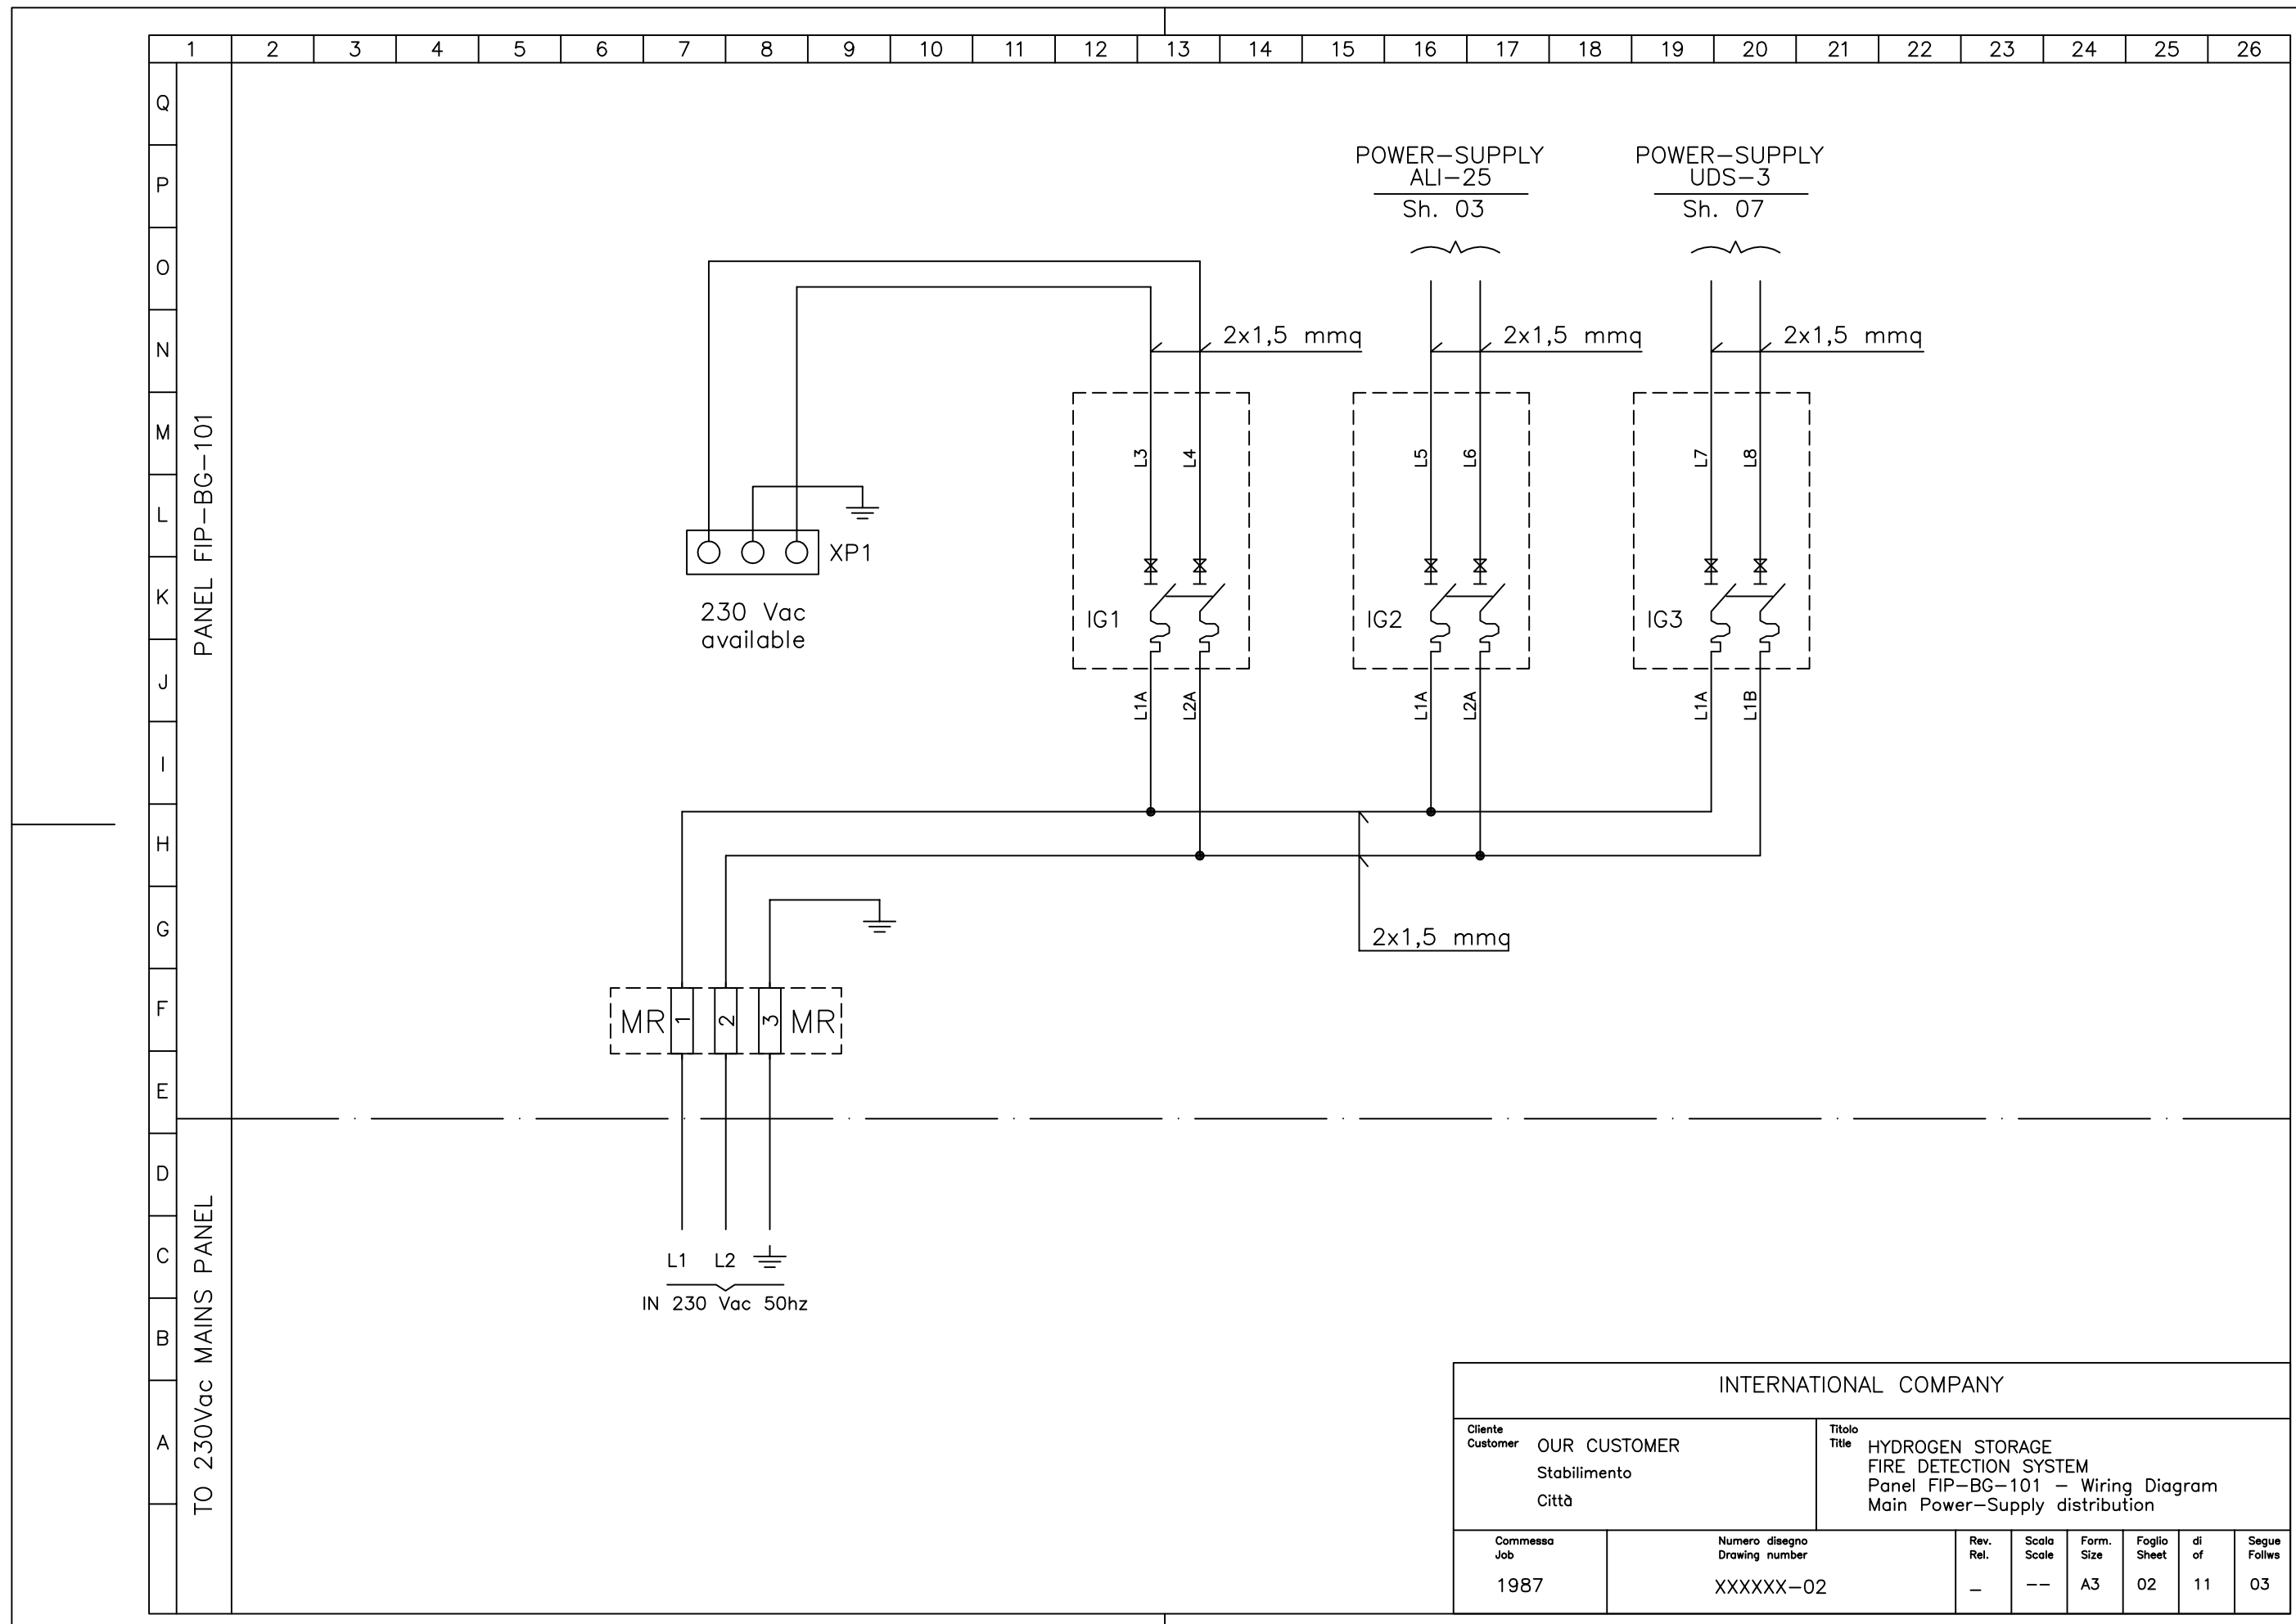 1 2 3 4 5 6 7 8 9 10 11 12 13 14 15 16 17 18 19 20 21 22 23 24 25 26
Q
P
O
N
M
L
K
J
I
H
G
F
E
D
C
B
A
PANEL FIP-BG-101
TO 230Vac MAINS PANEL
POWER-SUPPLY
ALI-25
Sh. 03
POWER-SUPPLY
UDS-3
Sh. 07
2x1,5 mmq
2x1,5 mmq
2x1,5 mmq
L3 L4 L5 L6 L7 L8
XP1
230 Vac
available
IG1 IG2 IG3
L1A L2A L1A L2A L1A L1B
2x1,5 mmq
MR 1 2 3 MR
L1 L2
IN 230 Vac 50hz
INTERNATIONAL COMPANY
Cliente
Customer OUR CUSTOMER
Stabilimento
Città
Titolo
Title HYDROGEN STORAGE
FIRE DETECTION SYSTEM
Panel FIP-BG-101 - Wiring Diagram
Main Power-Supply distribution
Commessa
Job
1987
Numero disegno
Drawing number
XXXXXX-02
Rev.
Rel.
_
Scala
Scale
--
Form.
Size
A3
Foglio
Sheet
02
di
of
11
Segue
Follws
03